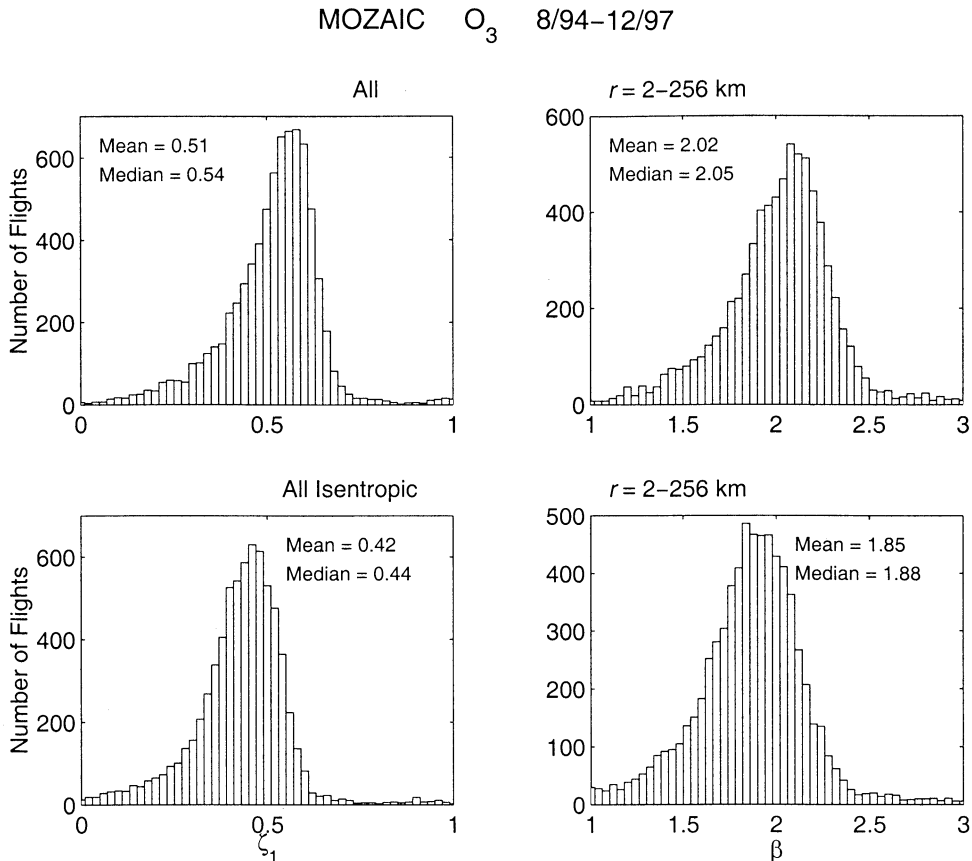 MOZAIC O3 8/94–12/97
All
r = 2–256 km
Mean = 0.51
Median = 0.54
Number of Flights
600
400
200
0
0 0.5 1
Mean = 2.02
Median = 2.05
600
400
200
0
1 1.5 2 2.5 3
All Isentropic
r = 2–256 km
Mean = 0.42
Median = 0.44
Number of Flights
600
400
200
0
0 0.5 1
ζ1
Mean = 1.85
Median = 1.88
500
400
300
200
100
0
1 1.5 2 2.5 3
β